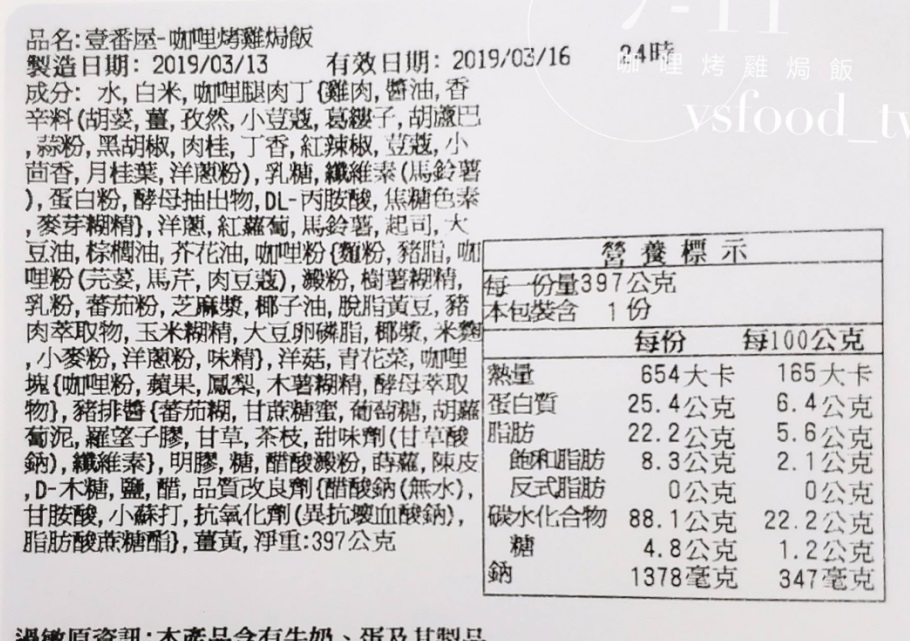 品名:壹番屋-咖哩烤雞焗飯
製造日期: 2019/03/13 有效日期: 2019/03/16 24時
成分: 水,白米,咖哩腿肉丁{雞肉,醬油,香
辛料(胡荽,薑,孜然,小荳蔻,葛縷子,胡蘆巴
,蒜粉,黑胡椒,肉桂,丁香,紅辣椒,荳蔻,小
茴香,月桂葉,洋蔥粉),乳糖,纖維素(馬鈴薯
),蛋白粉,酵母抽出物,DL-丙胺酸,焦糖色素
,麥芽糊精},洋蔥,紅蘿蔔,馬鈴薯,起司,大
豆油,棕櫚油,芥花油,咖哩粉{麵粉,豬脂,咖
哩粉(芫荽,馬芹,肉豆蔻),澱粉,樹薯糊精,
乳粉,蕃茄粉,芝麻漿,椰子油,脫脂黃豆,豬
肉萃取物,玉米糊精,大豆卵磷脂,椰漿,米麴
,小麥粉,洋蔥粉,味精},洋菇,青花菜,咖哩
塊{咖哩粉,蘋果,鳳梨,木薯糊精,酵母萃取
物},豬排醬{蕃茄糊,甘蔗糖蜜,葡萄糖,胡蘿
蔔泥,羅望子膠,甘草,茶枝,甜味劑(甘草酸
鈉),纖維素},明膠,糖,醋酸澱粉,蒔蘿,陳皮
,D-木糖,鹽,醋,品質改良劑{醋酸鈉(無水),
甘胺酸,小蘇打,抗氧化劑(異抗壞血酸鈉),
脂肪酸蔗糖酯},薑黃,淨重:397公克
營養標示
每一份量397公克
本包裝含 1 份
每份 每100公克
熱量 654大卡 165大卡
蛋白質 25.4公克 6.4公克
脂肪 22.2公克 5.6公克
飽和脂肪 8.3公克 2.1公克
反式脂肪 0公克 0公克
碳水化合物 88.1公克 22.2公克
糖 4.8公克 1.2公克
鈉 1378毫克 347毫克
過敏原資訊:本產品含有牛奶、蛋及其製品
7-11
咖哩烤雞焗飯
vsfood_tw